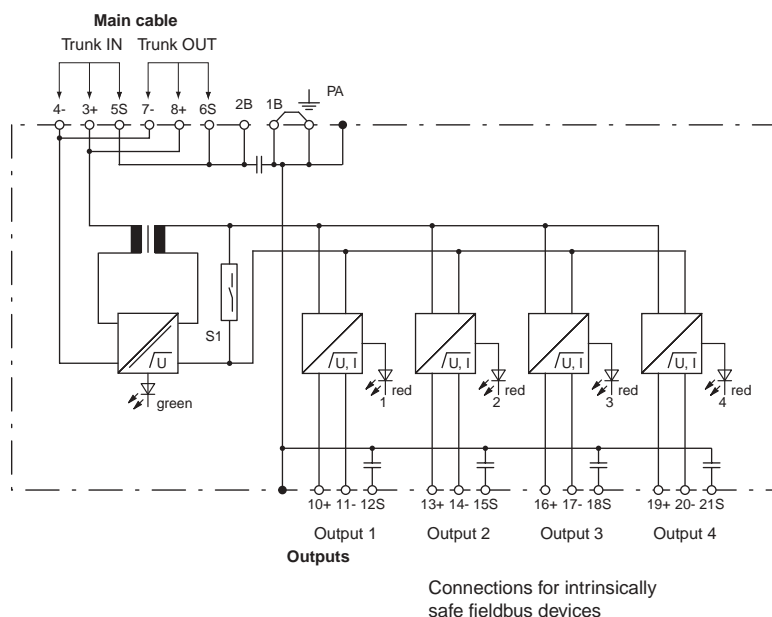 Main cable
Trunk IN Trunk OUT
4- 3+ 5S 7- 8+ 6S 2B 1B PA
S1
U
green
U, I U, I U, I U, I
red red red red
1 2 3 4
10+ 11- 12S 13+ 14- 15S 16+ 17- 18S 19+ 20- 21S
Output 1 Output 2 Output 3 Output 4
Outputs
Connections for intrinsically
safe fieldbus devices